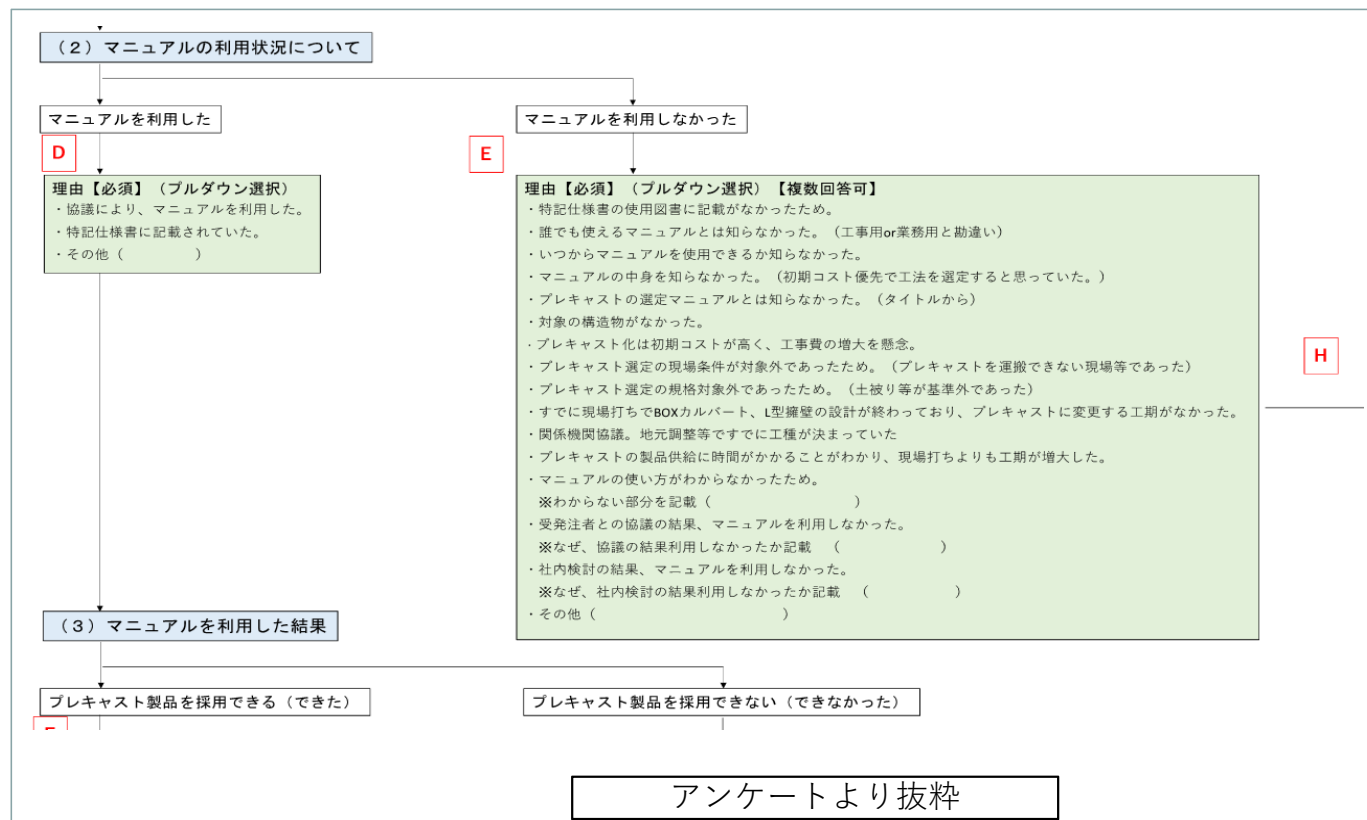 （２）マニュアルの利用状況について
マニュアルを利用した
マニュアルを利用しなかった
D
E
理由【必須】（プルダウン選択）
・協議により、マニュアルを利用した。
・特記仕様書に記載されていた。
・その他（　　　　　）
理由【必須】（プルダウン選択）【複数回答可】
・特記仕様書の使用図書に記載がなかったため。
・誰でも使えるマニュアルとは知らなかった。（工事用or業務用と勘違い）
・いつからマニュアルを使用できるか知らなかった。
・マニュアルの中身を知らなかった。（初期コスト優先で工法を選定すると思っていた。）
・プレキャストの選定マニュアルとは知らなかった。（タイトルから）
・対象の構造物がなかった。
・プレキャスト化は初期コストが高く、工事費の増大を懸念。
・プレキャスト選定の現場条件が対象外であったため。（プレキャストを運搬できない現場等であった）
・プレキャスト選定の規格対象外であったため。（土被り等が基準外であった）
・すでに現場打ちでBOXカルバート、L型擁壁の設計が終わっており、プレキャストに変更する工期がなかった。
・関係機関協議。地元調整等ですでに工種が決まっていた
・プレキャストの製品供給に時間がかかることがわかり、現場打ちよりも工期が増大した。
・マニュアルの使い方がわからなかったため。
※わからない部分を記載（　　　　　　　　　　）
・受発注者との協議の結果、マニュアルを利用しなかった。
※なぜ、協議の結果利用しなかったか記載　（　　　　　　　）
・社内検討の結果、マニュアルを利用しなかった。
※なぜ、社内検討の結果利用しなかったか記載　（　　　　　　）
・その他（　　　　　　　　　　　　　）
H
（３）マニュアルを利用した結果
プレキャスト製品を採用できる（できた）
プレキャスト製品を採用できない（できなかった）
アンケートより抜粋